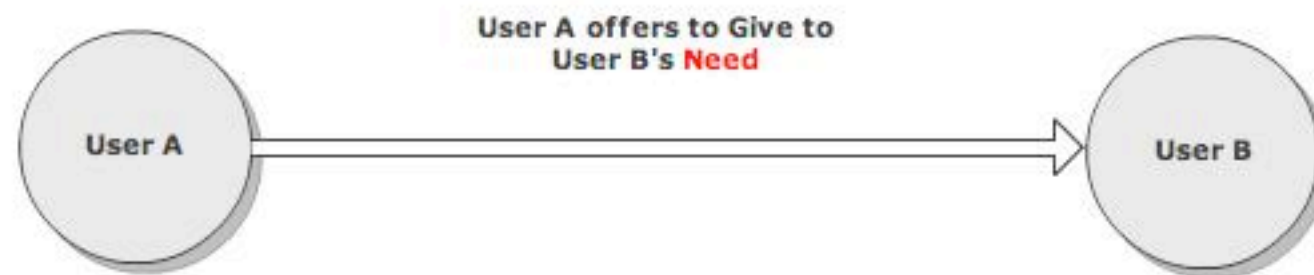 User A offers to Give to
User B's Need
User A
User B